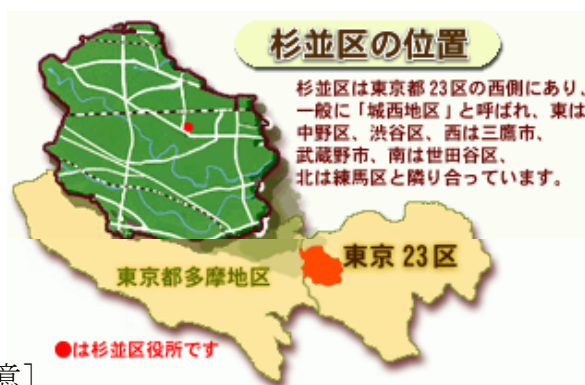 杉並区の位置
杉並区は東京都23区の西側にあり、
一般に「城西地区」と呼ばれ、東は
中野区、渋谷区、西は三鷹市、
武蔵野市、南は世田谷区、
北は練馬区と隣り合っています。
東京23区
東京都多摩地区
●は杉並区役所です
意］